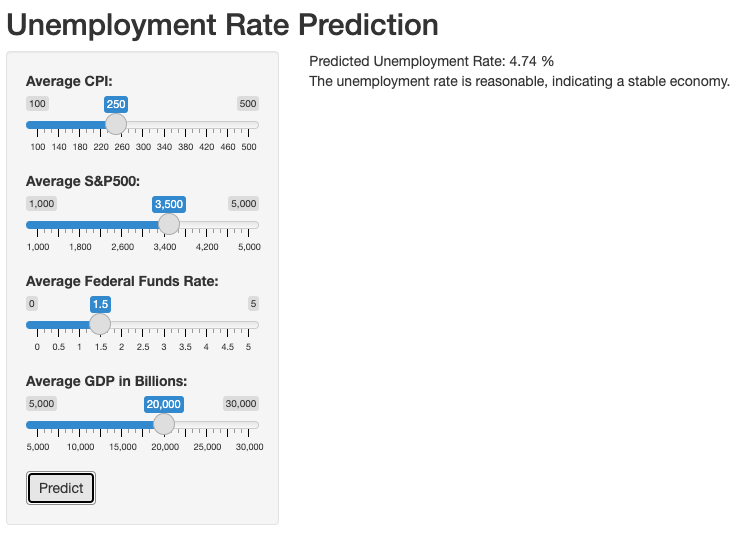 Unemployment Rate Prediction
Predicted Unemployment Rate: 4.74 %
The unemployment rate is reasonable, indicating a stable economy.
Average CPI:
100 250 500
100 140 180 220 260 300 340 380 420 460 500
Average S&P500:
1,000 3,500 5,000
1,000 1,800 2,600 3,400 4,200 5,000
Average Federal Funds Rate:
0 1.5 5
0 0.5 1 1.5 2 2.5 3 3.5 4 4.5 5
Average GDP in Billions:
5,000 20,000 30,000
5,000 10,000 15,000 20,000 25,000 30,000
Predict